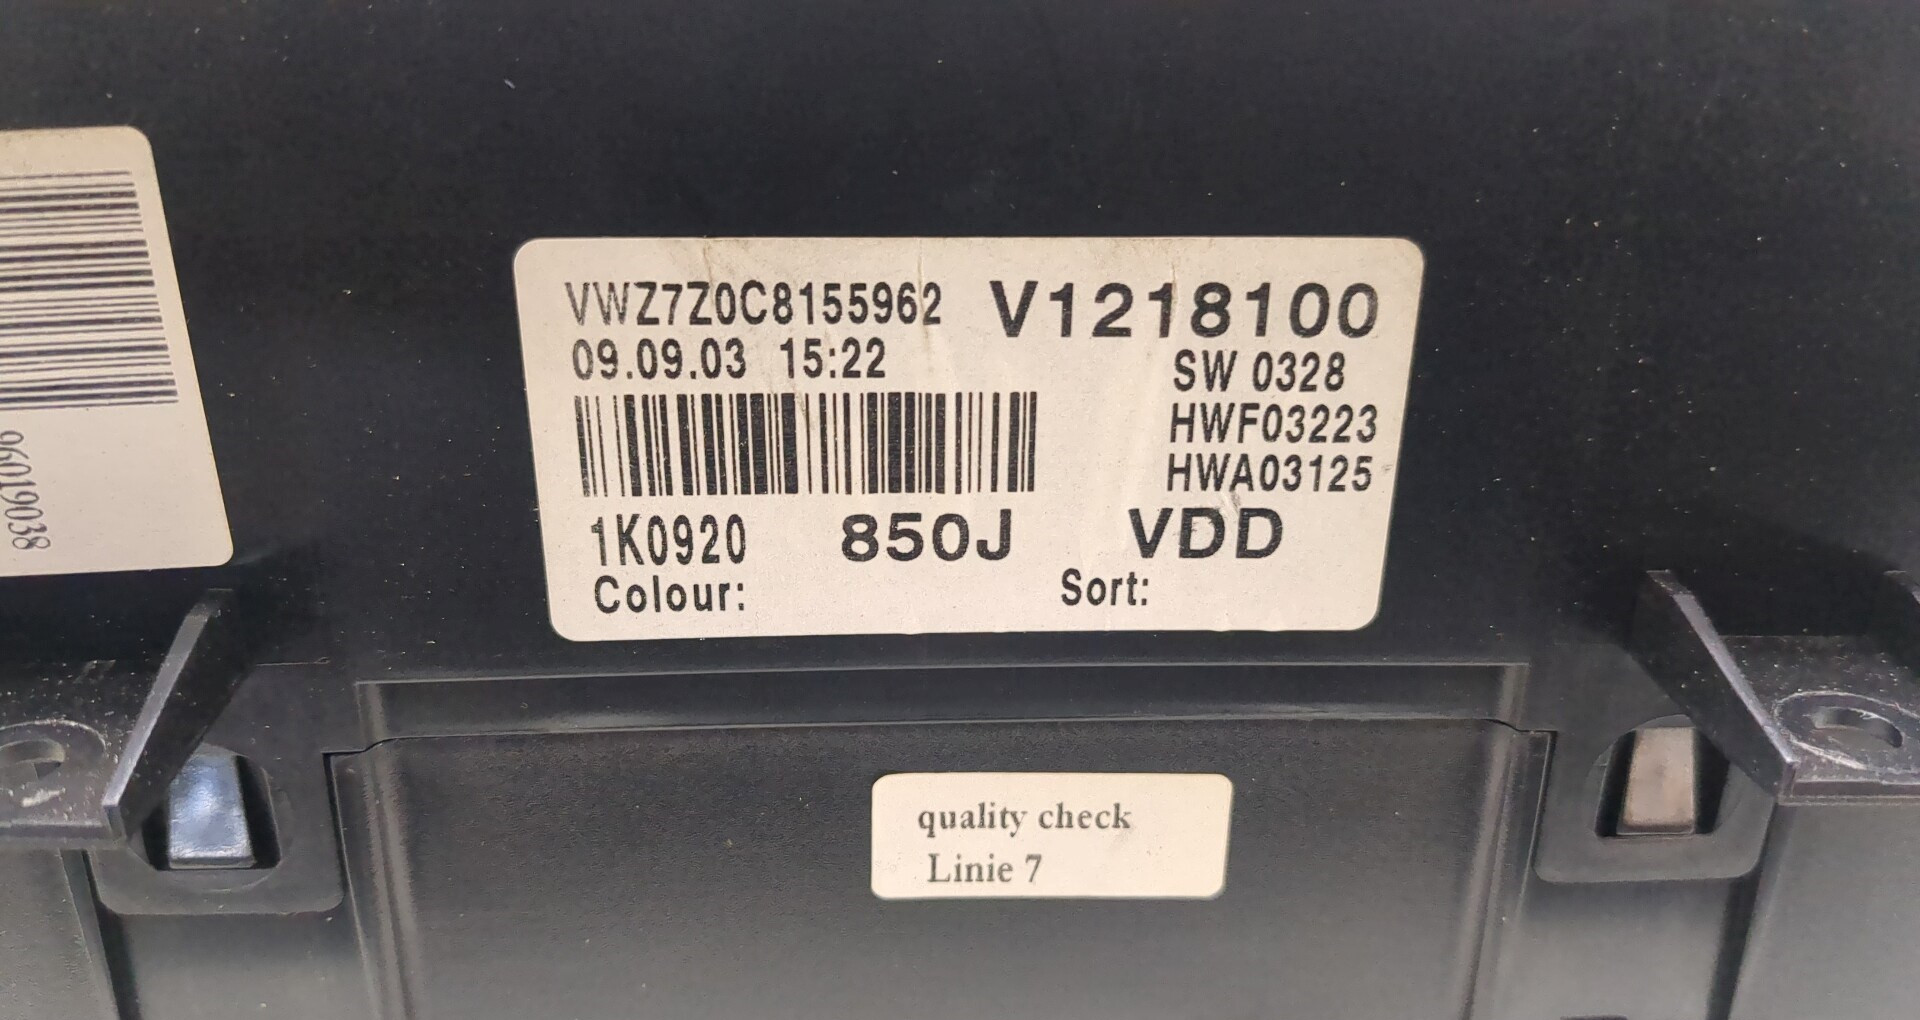 VWZ7Z0C8155962 V1218100
09.09.03 15:22 SW 0328
HWF03223
HWA03125
1K0920 850J VDD
Colour: Sort:
quality check
Linie 7
96019038